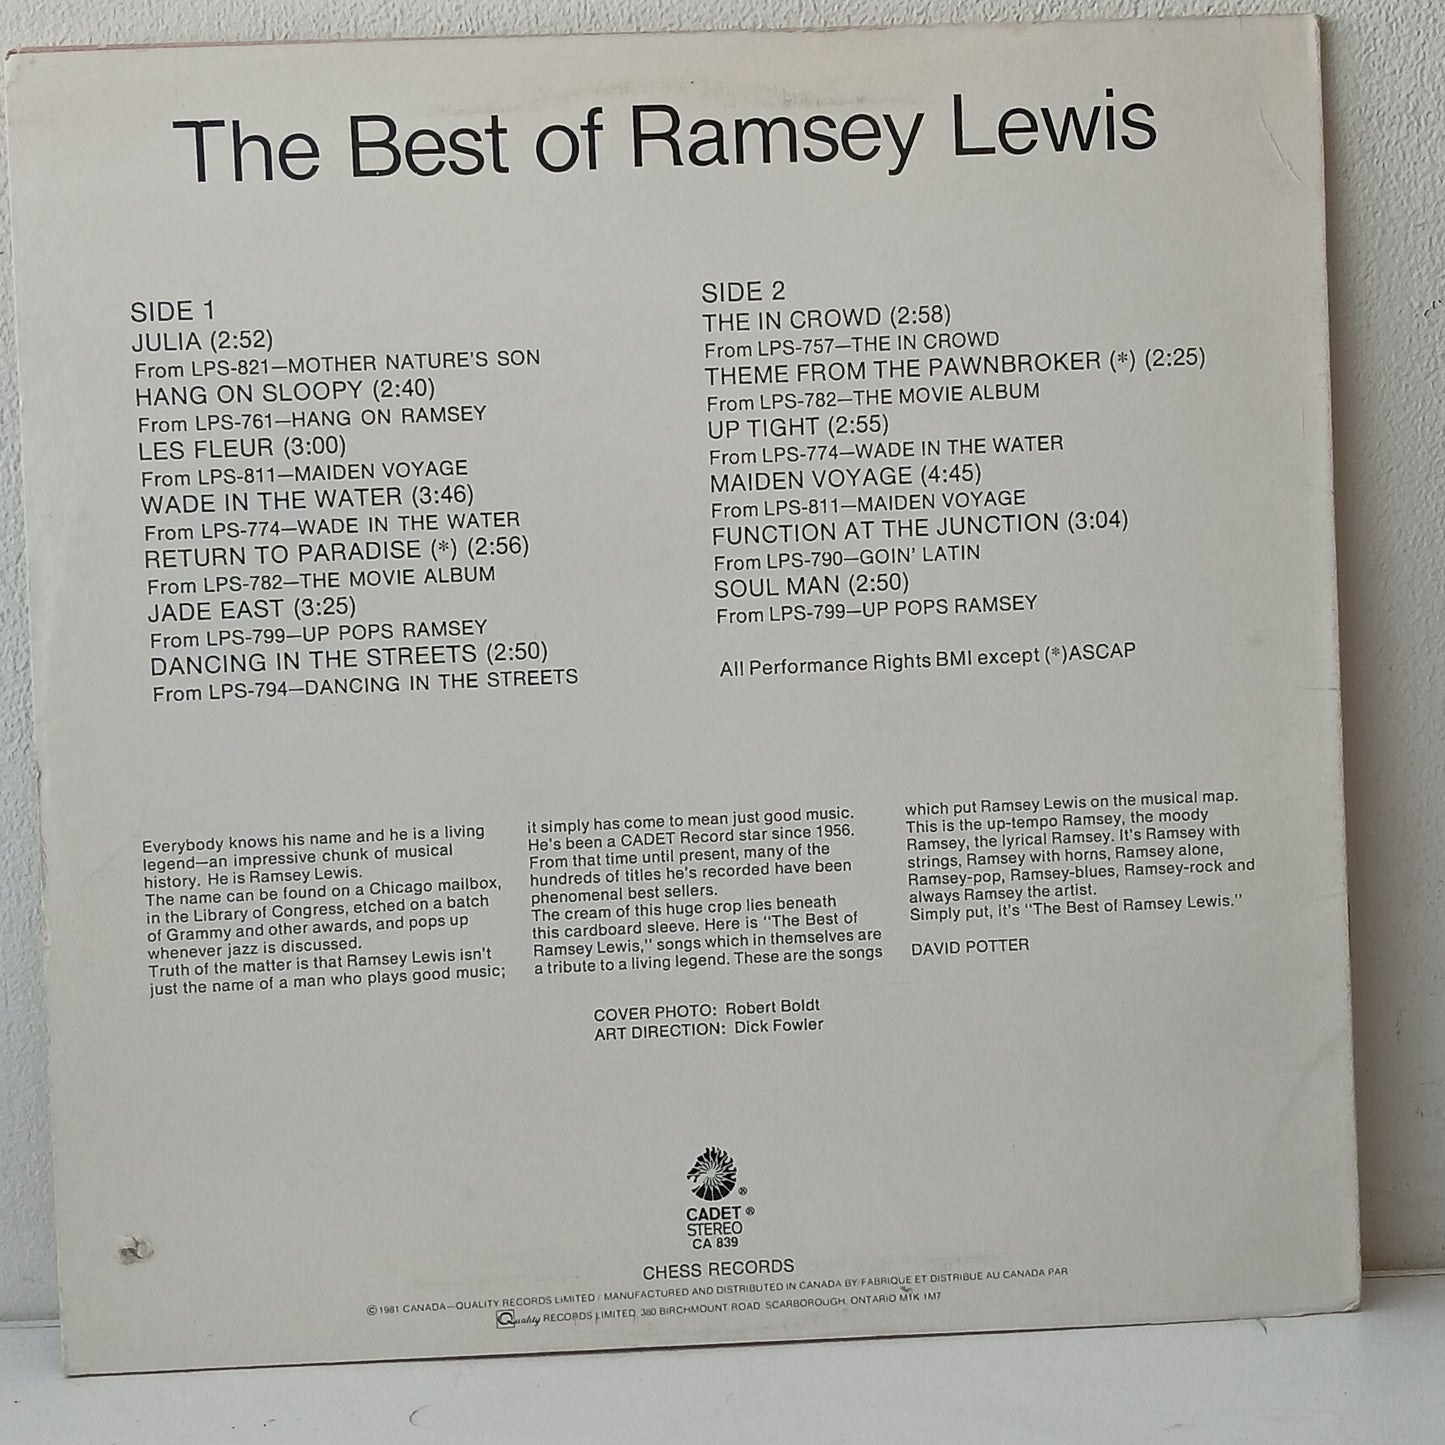 The Best of Ramsey Lewis
SIDE 1
JULIA (2:52)
From LPS-821—MOTHER NATURE'S SON
HANG ON SLOOPY (2:40)
From LPS-761—HANG ON RAMSEY
LES FLEUR (3:00)
From LPS-811—MAIDEN VOYAGE
WADE IN THE WATER (3:46)
From LPS-774—WADE IN THE WATER
RETURN TO PARADISE (*) (2:56)
From LPS-782—THE MOVIE ALBUM
JADE EAST (3:25)
From LPS-799—UP POPS RAMSEY
DANCING IN THE STREETS (2:50)
From LPS-794—DANCING IN THE STREETS
SIDE 2
THE IN CROWD (2:58)
From LPS-757—THE IN CROWD
THEME FROM THE PAWNBROKER (*) (2:25)
From LPS-782—THE MOVIE ALBUM
UP TIGHT (2:55)
From LPS-774—WADE IN THE WATER
MAIDEN VOYAGE (4:45)
From LPS-811—MAIDEN VOYAGE
FUNCTION AT THE JUNCTION (3:04)
From LPS-790—GOIN' LATIN
SOUL MAN (2:50)
From LPS-799—UP POPS RAMSEY
All Performance Rights BMI except (*)ASCAP
Everybody knows his name and he is a living
legend—an impressive chunk of musical
history. He is Ramsey Lewis.
The name can be found on a Chicago mailbox,
in the Library of Congress, etched on a batch
of Grammy and other awards, and pops up
whenever jazz is discussed.
Truth of the matter is that Ramsey Lewis isn't
just the name of a man who plays good music;
it simply has come to mean just good music.
He's been a CADET Record star since 1956.
From that time until present, many of the
hundreds of titles he's recorded have been
phenomenal best sellers.
The cream of this huge crop lies beneath
this cardboard sleeve. Here is "The Best of
Ramsey Lewis," songs which in themselves are
a tribute to a living legend. These are the songs
which put Ramsey Lewis on the musical map.
This is the up-tempo Ramsey, the moody
Ramsey, the lyrical Ramsey. It's Ramsey with
strings, Ramsey with horns, Ramsey alone,
Ramsey-pop, Ramsey-blues, Ramsey-rock and
always Ramsey the artist.
Simply put, it's "The Best of Ramsey Lewis."
DAVID POTTER
COVER PHOTO: Robert Boldt
ART DIRECTION: Dick Fowler
®
CADET ®
STEREO
CA 839
CHESS RECORDS
© 1981 CANADA—QUALITY RECORDS LIMITED / MANUFACTURED AND DISTRIBUTED IN CANADA BY/FABRIQUE ET DISTRIBUE AU CANADA PAR
Quality RECORDS LIMITED, 380 BIRCHMOUNT ROAD, SCARBOROUGH, ONTARIO M1K 1M7